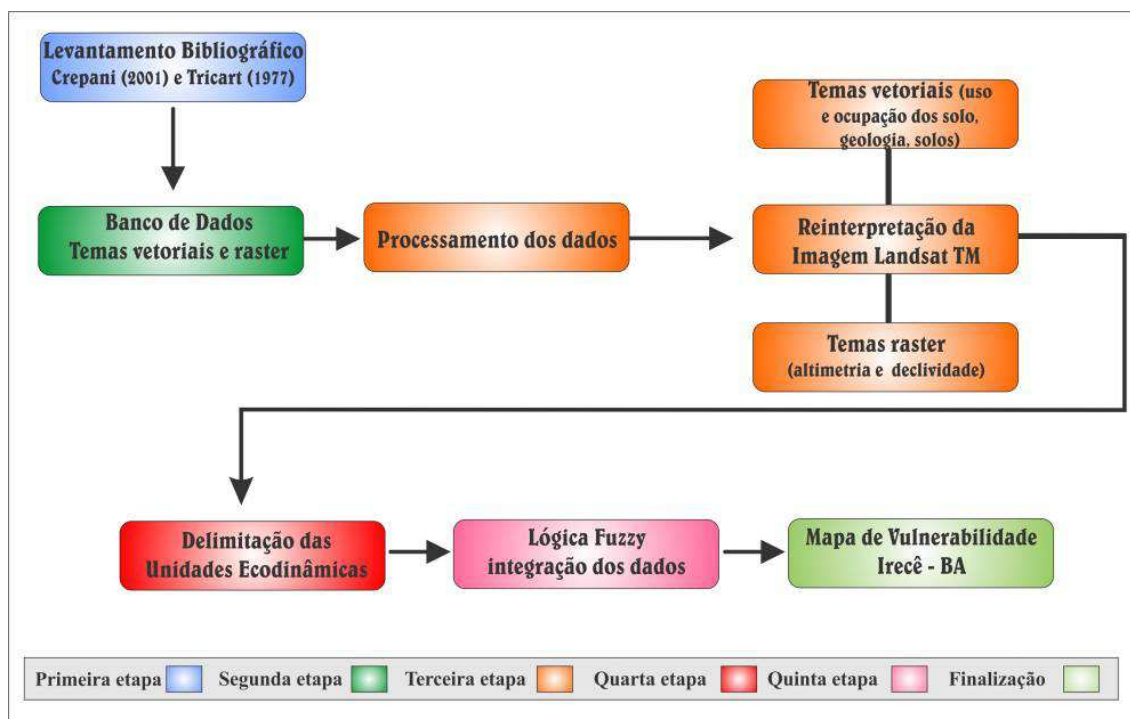 Levantamento Bibliográfico
Crepani (2001) e Tricart (1977)
Banco de Dados
Temas vetoriais e raster
Processamento dos dados
Temas vetoriais (uso
e ocupação dos solo,
geologia, solos)
Reinterpretação da
Imagem Landsat TM
Temas raster
(altimetria e declividade)
Delimitação das
Unidades Ecodinâmicas
Lógica Fuzzy
integração dos dados
Mapa de Vulnerabilidade
Irecê - BA
Primeira etapa Segunda etapa Terceira etapa Quarta etapa Quinta etapa Finalização